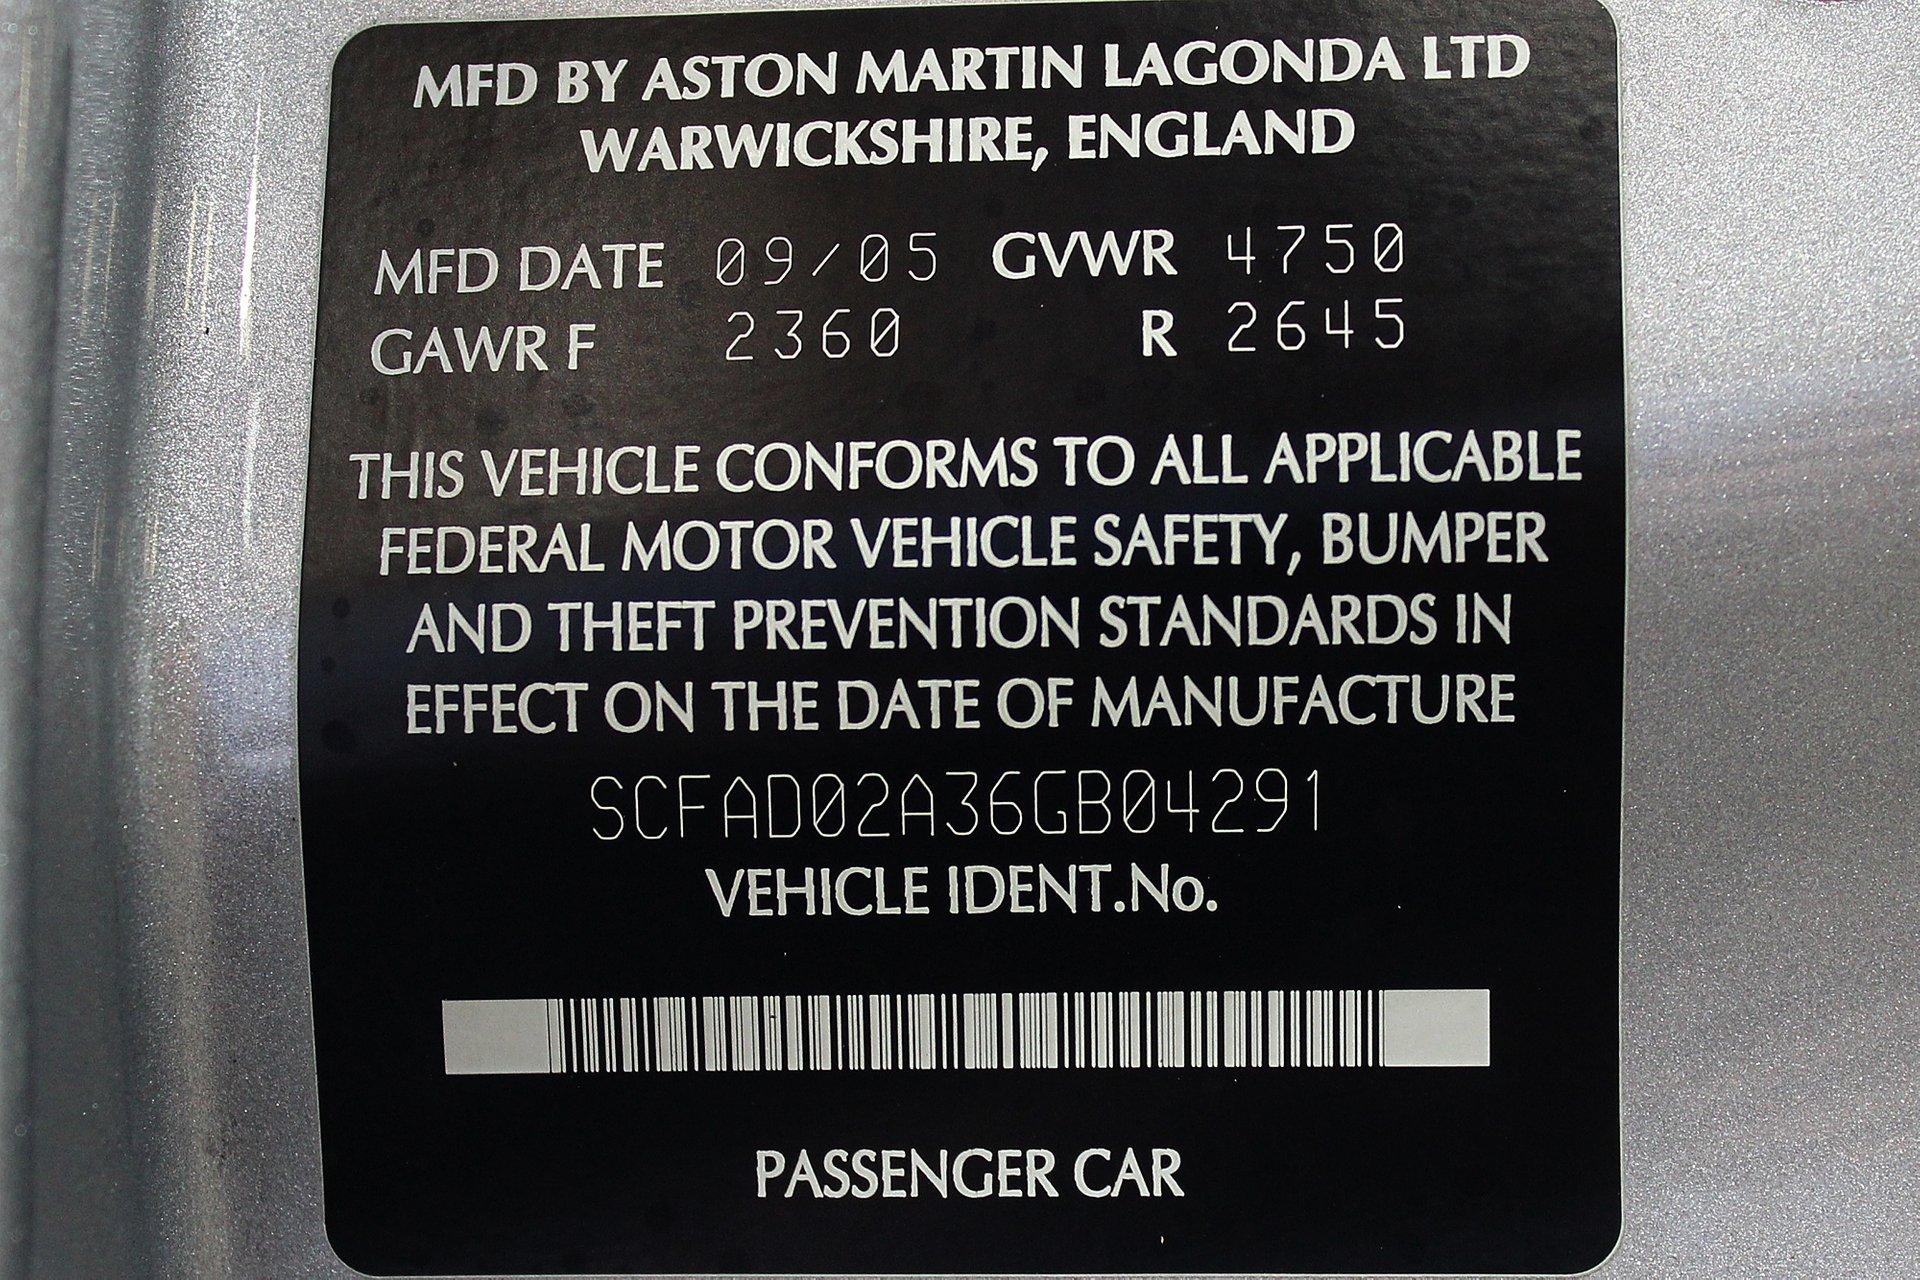 MFD BY ASTON MARTIN LAGONDA LTD
WARWICKSHIRE, ENGLAND
MFD DATE 09/05 GVWR 4750
GAWR F 2360 R 2645
THIS VEHICLE CONFORMS TO ALL APPLICABLE
FEDERAL MOTOR VEHICLE SAFETY, BUMPER
AND THEFT PREVENTION STANDARDS IN
EFFECT ON THE DATE OF MANUFACTURE
SCFAD02A36GB04291
VEHICLE IDENT.No.
PASSENGER CAR